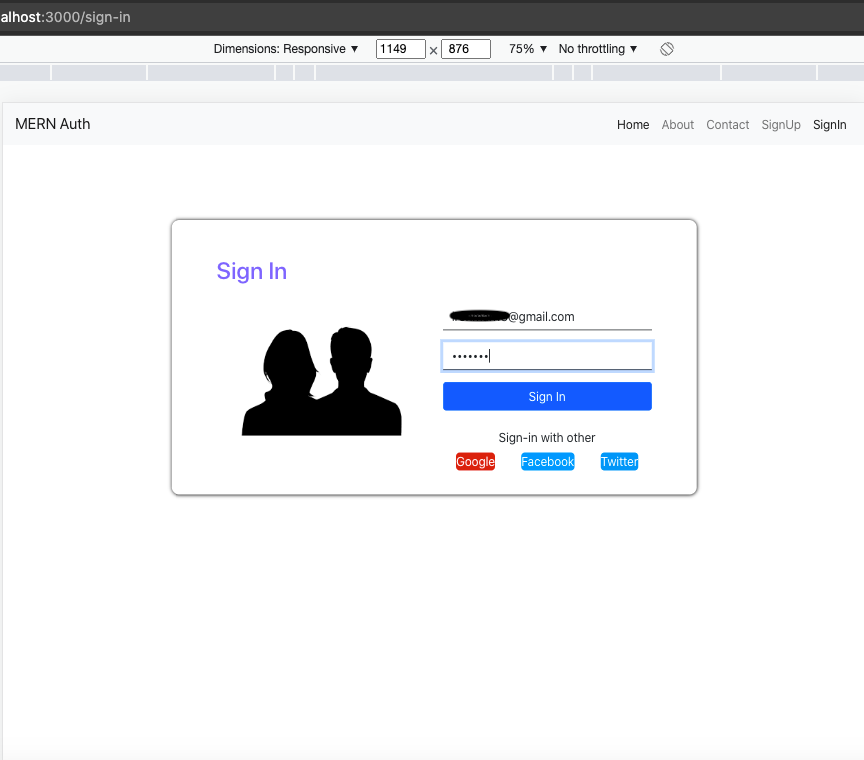 alhost:3000/sign-in
Dimensions: Responsive ▼ 1149 × 876 75% ▼ No throttling ▼
MERN Auth Home About Contact SignUp SignIn
Sign In
@gmail.com
•••••••
Sign In
Sign-in with other
Google Facebook Twitter